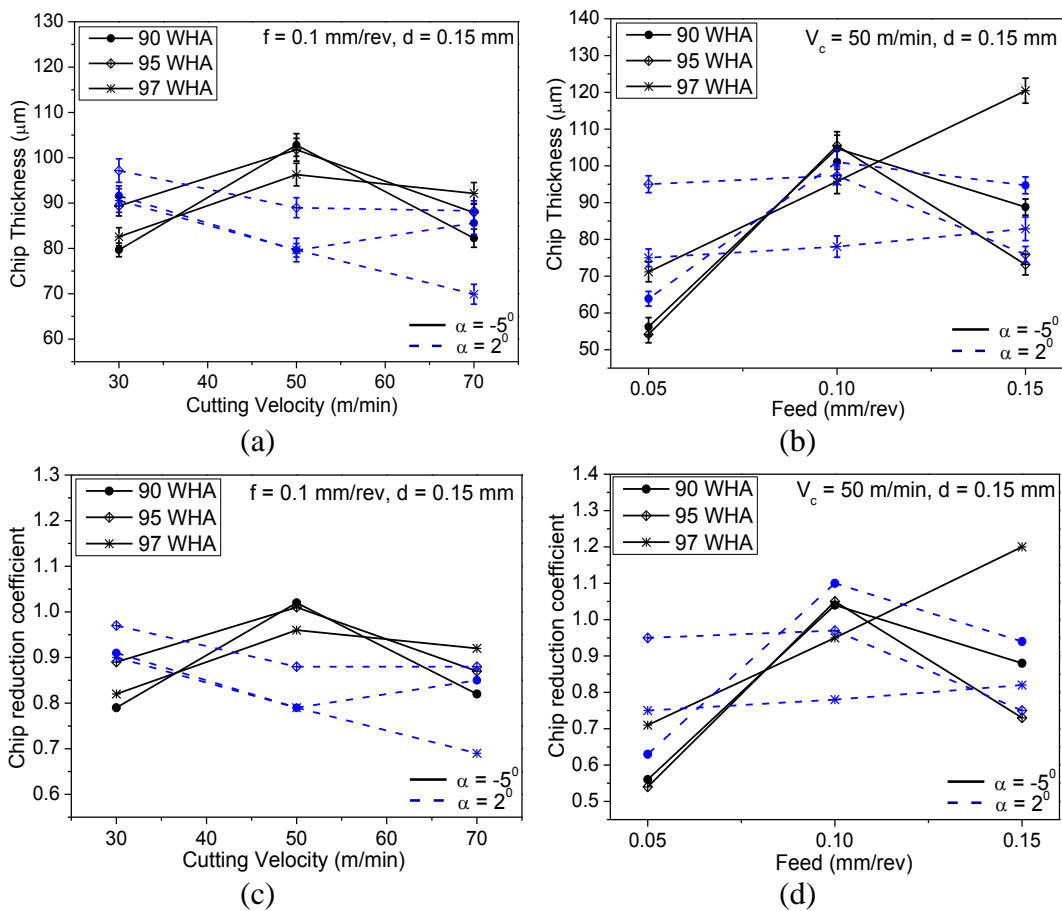 130
120
110
100
90
80
70
60
Chip Thickness (μm)
90 WHA
95 WHA
97 WHA
f = 0.1 mm/rev, d = 0.15 mm
α = -5⁰
α = 2⁰
30 40 50 60 70
Cutting Velocity (m/min)
(a)
140
130
120
110
100
90
80
70
60
50
Chip Thickness (μm)
90 WHA
95 WHA
97 WHA
V_c = 50 m/min, d = 0.15 mm
α = -5⁰
α = 2⁰
0.05 0.10 0.15
Feed (mm/rev)
(b)
1.3
1.2
1.1
1.0
0.9
0.8
0.7
0.6
Chip reduction coefficient
90 WHA
95 WHA
97 WHA
f = 0.1 mm/rev, d = 0.15 mm
α = -5⁰
α = 2⁰
30 40 50 60 70
Cutting Velocity (m/min)
(c)
1.4
1.3
1.2
1.1
1.0
0.9
0.8
0.7
0.6
0.5
Chip reduction coefficient
90 WHA
95 WHA
97 WHA
V_c = 50 m/min, d = 0.15 mm
α = -5⁰
α = 2⁰
0.05 0.10 0.15
Feed (mm/rev)
(d)